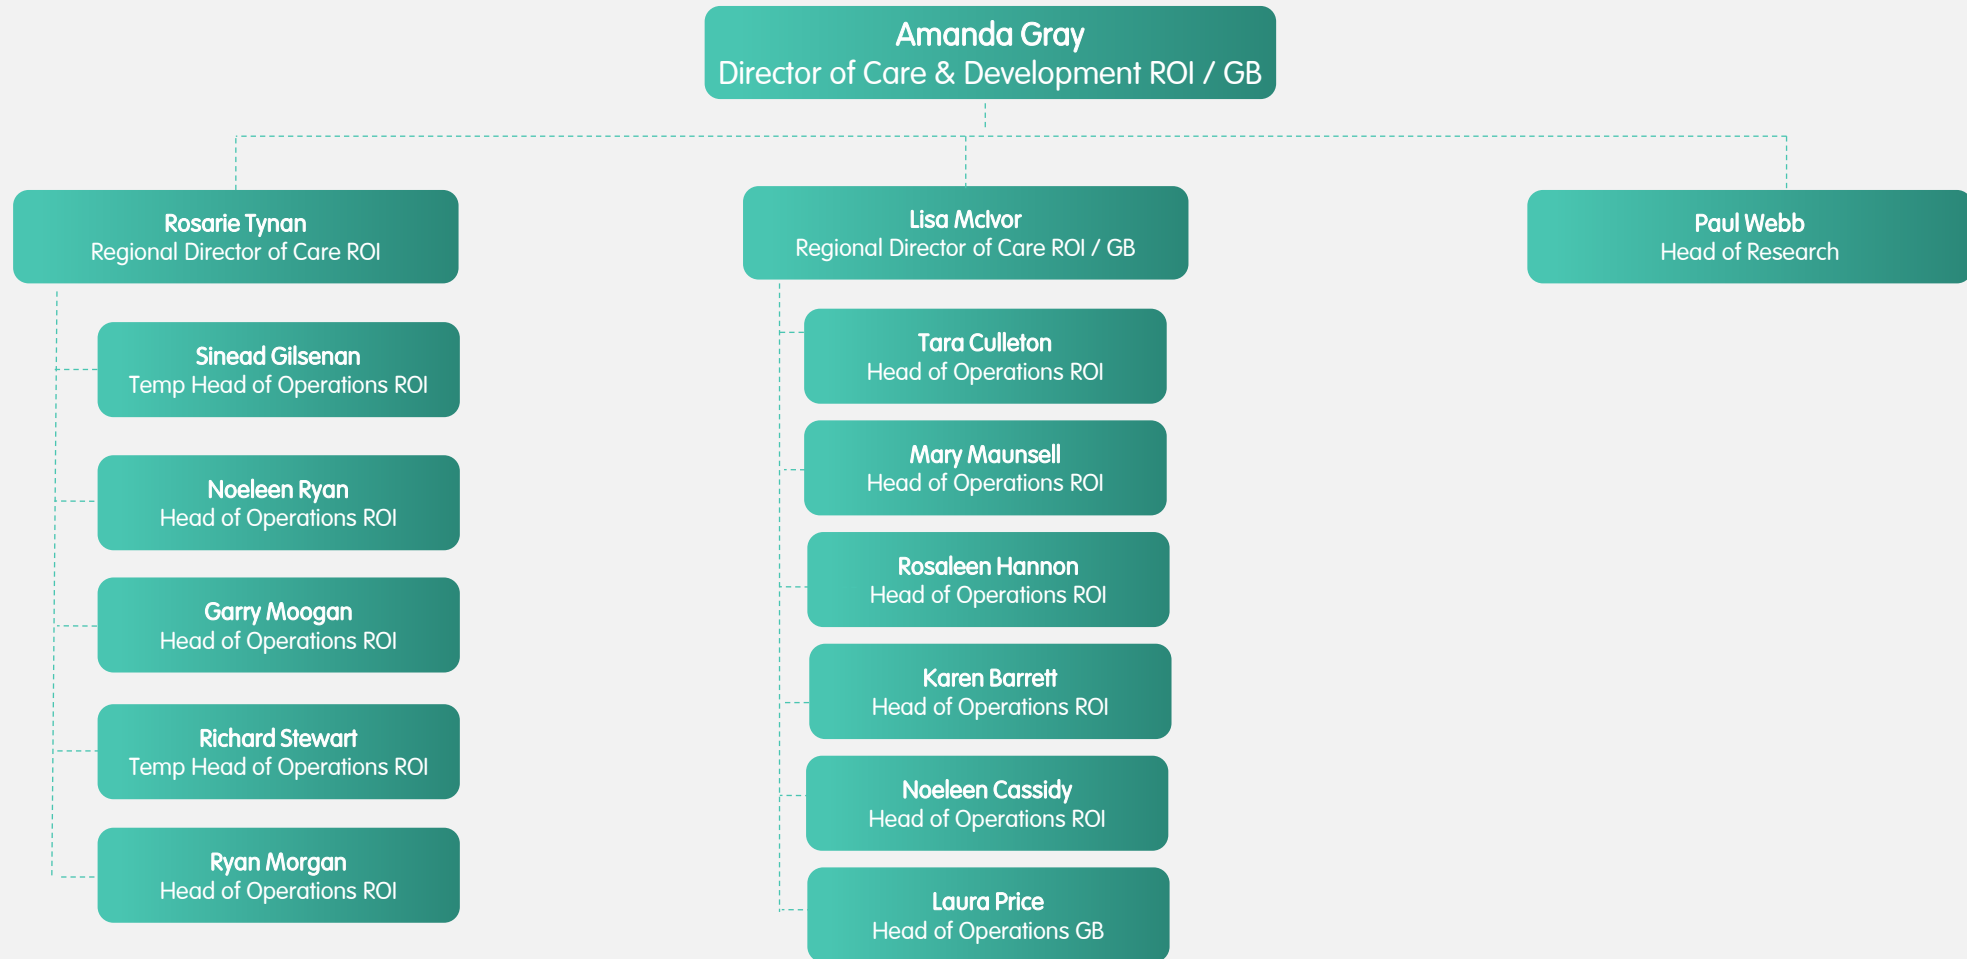 Amanda Gray
Director of Care & Development ROI / GB
Rosarie Tynan
Regional Director of Care ROI
Sinead Gilsenan
Temp Head of Operations ROI
Noeleen Ryan
Head of Operations ROI
Garry Moogan
Head of Operations ROI
Richard Stewart
Temp Head of Operations ROI
Ryan Morgan
Head of Operations ROI
Lisa McIvor
Regional Director of Care ROI / GB
Tara Culleton
Head of Operations ROI
Mary Maunsell
Head of Operations ROI
Rosaleen Hannon
Head of Operations ROI
Karen Barrett
Head of Operations ROI
Noeleen Cassidy
Head of Operations ROI
Laura Price
Head of Operations GB
Paul Webb
Head of Research